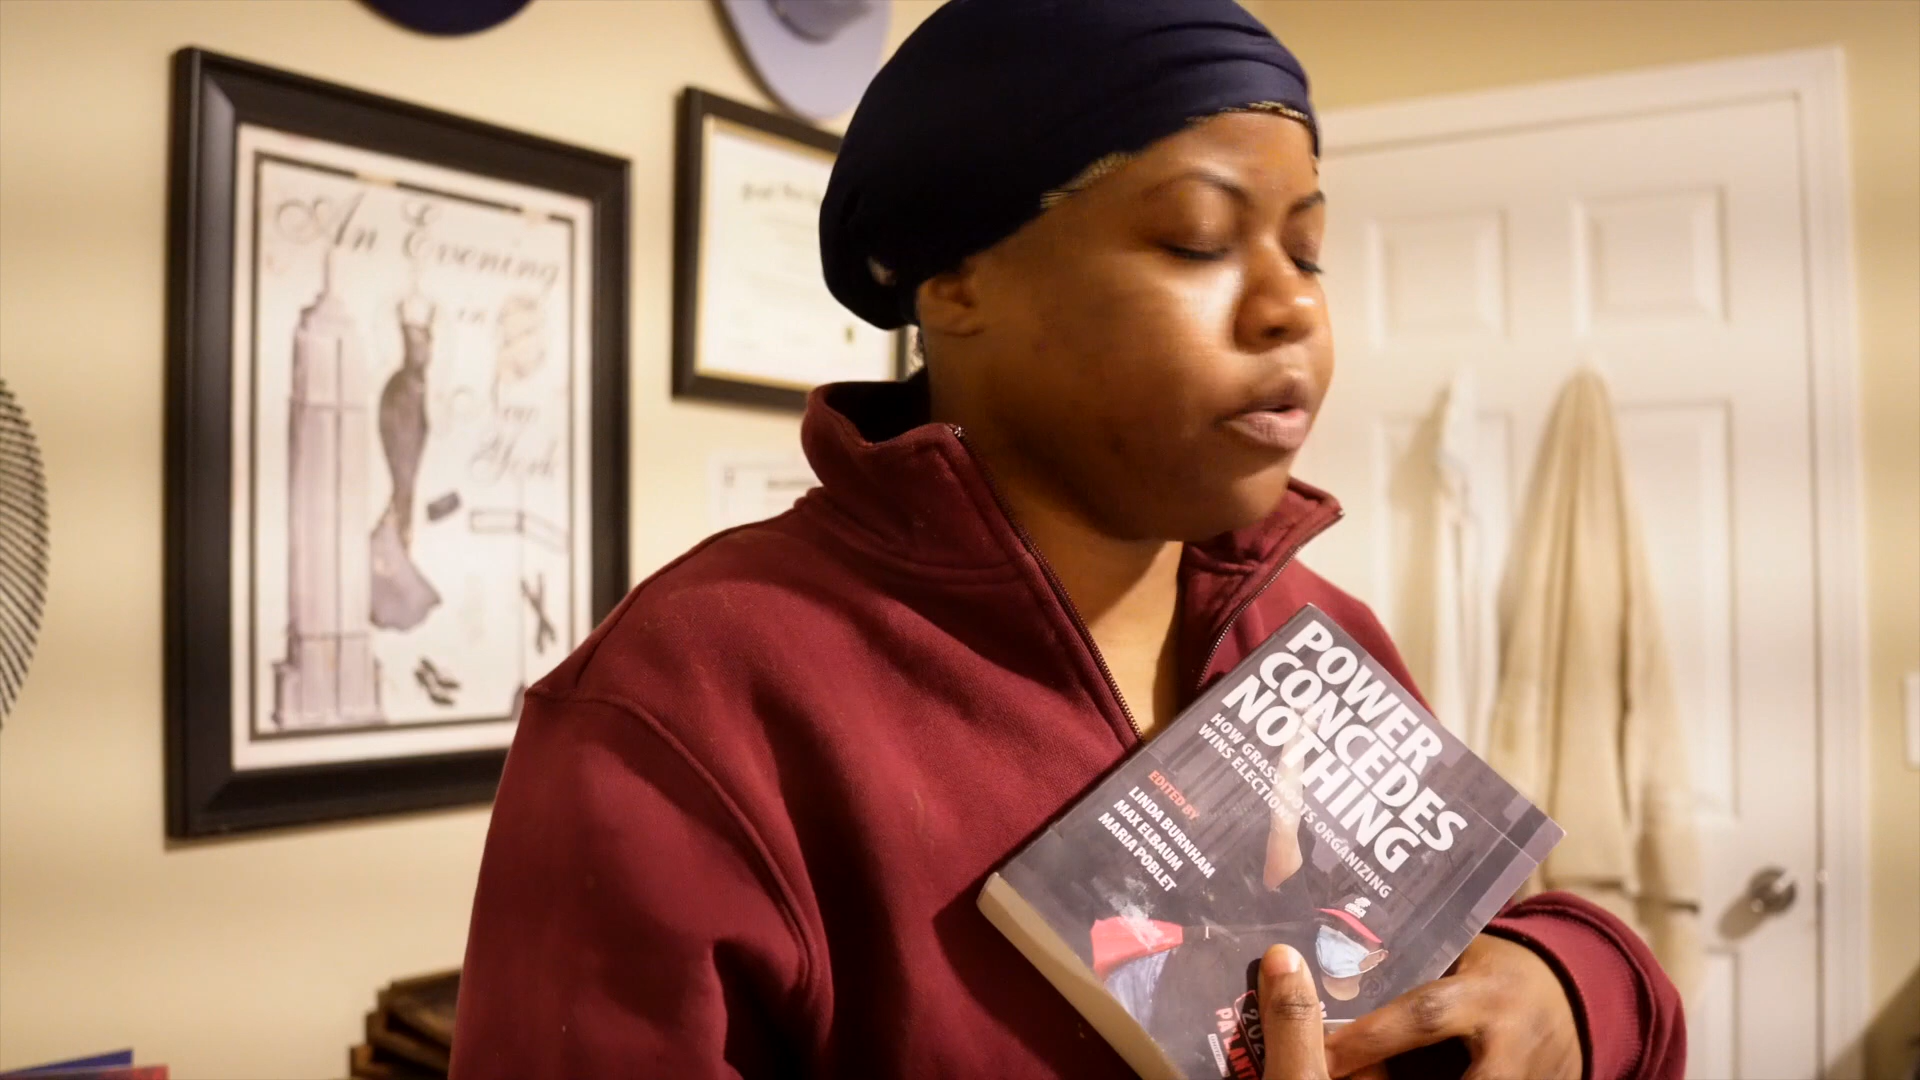 An Evening
in
New
York
POWER
CONCEDES
NOTHING
HOW GRASSROOTS ORGANIZING
WINS ELECTIONS
EDITED BY
LINDA BURNHAM
MAX ELBAUM
MARIA POBLET